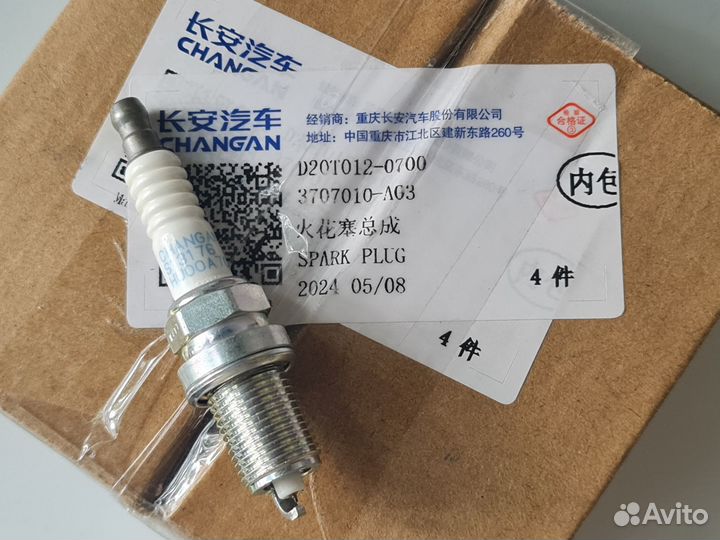 长安汽车
CHANGAN
长安汽车
CHANGAN
经销商：重庆长安汽车股份有限公司
地址：中国重庆市江北区建新东路260号
合格证
D20T012-0700
3707010-AG3
火花塞总成
SPARK PLUG
2024 05/08
内包
4 件
4 件
CHANGA
Avito